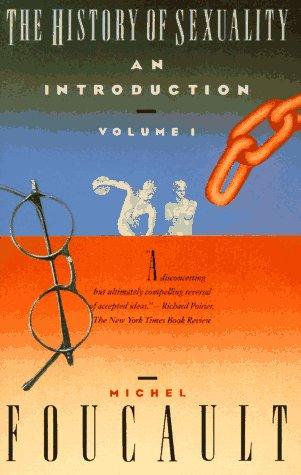 THE HISTORY OF SEXUALITY
AN
INTRODUCTION
VOLUME I
"A disconcerting
but ultimately compelling reversal
of accepted ideas." — Richard Poirier,
The New York Times Book Review
MICHEL
FOUCAULT